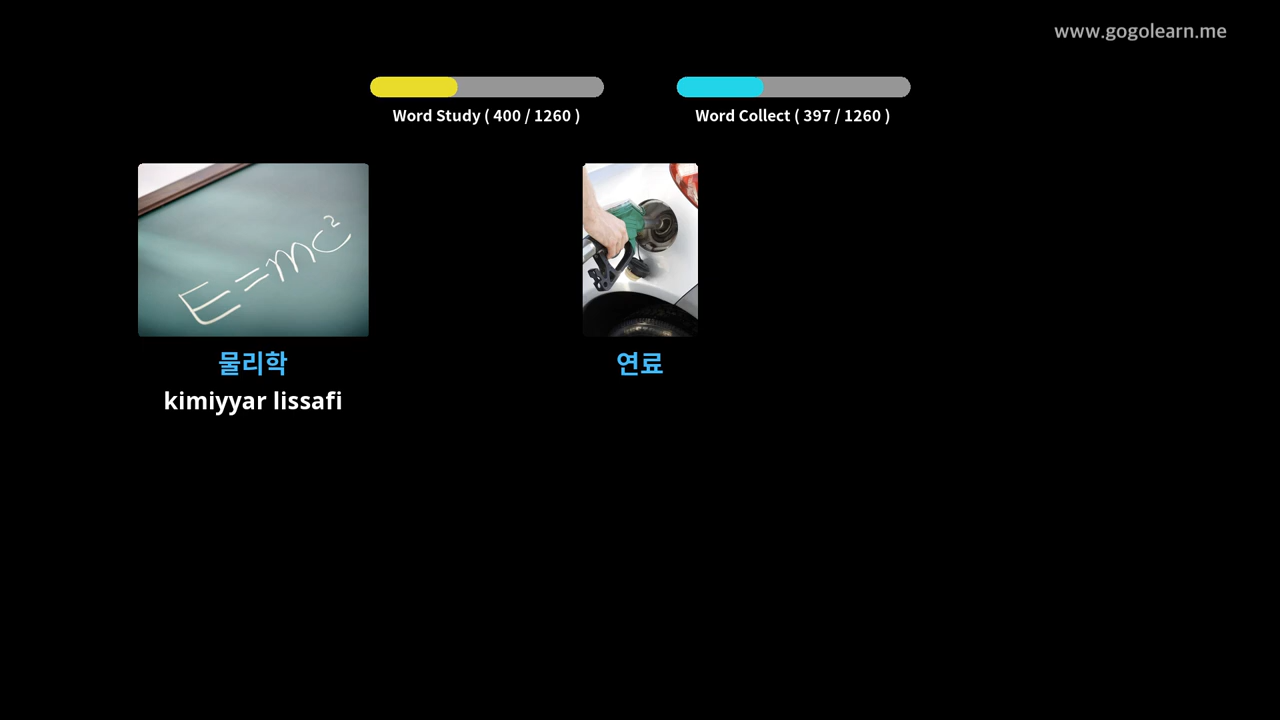 www.gogolearn.me
Word Study ( 400 / 1260 )
Word Collect ( 397 / 1260 )
E=mc²
물리학
연료
kimiyyar lissafi